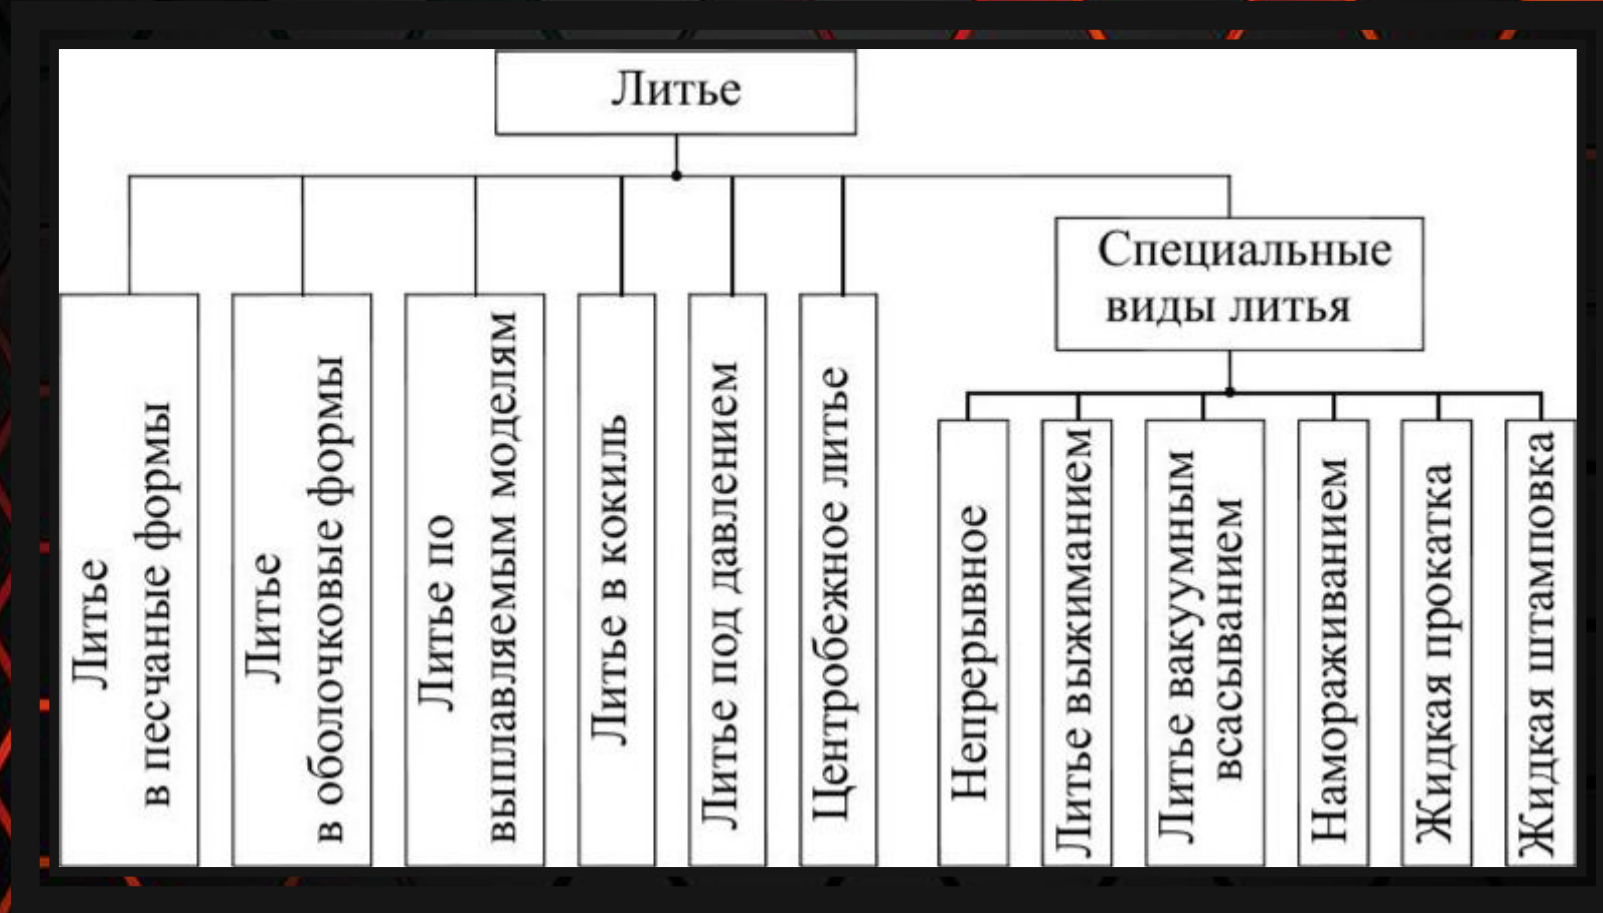 Литье
Специальные
виды литья
Литье
в песчаные формы
Литье
в оболочковые формы
Литье по
выплавляемым моделям
Литье в кокиль
Литье под давлением
Центробежное литье
Непрерывное
Литье выжиманием
Литье вакуумным
всасыванием
Намораживанием
Жидкая прокатка
Жидкая штамповка